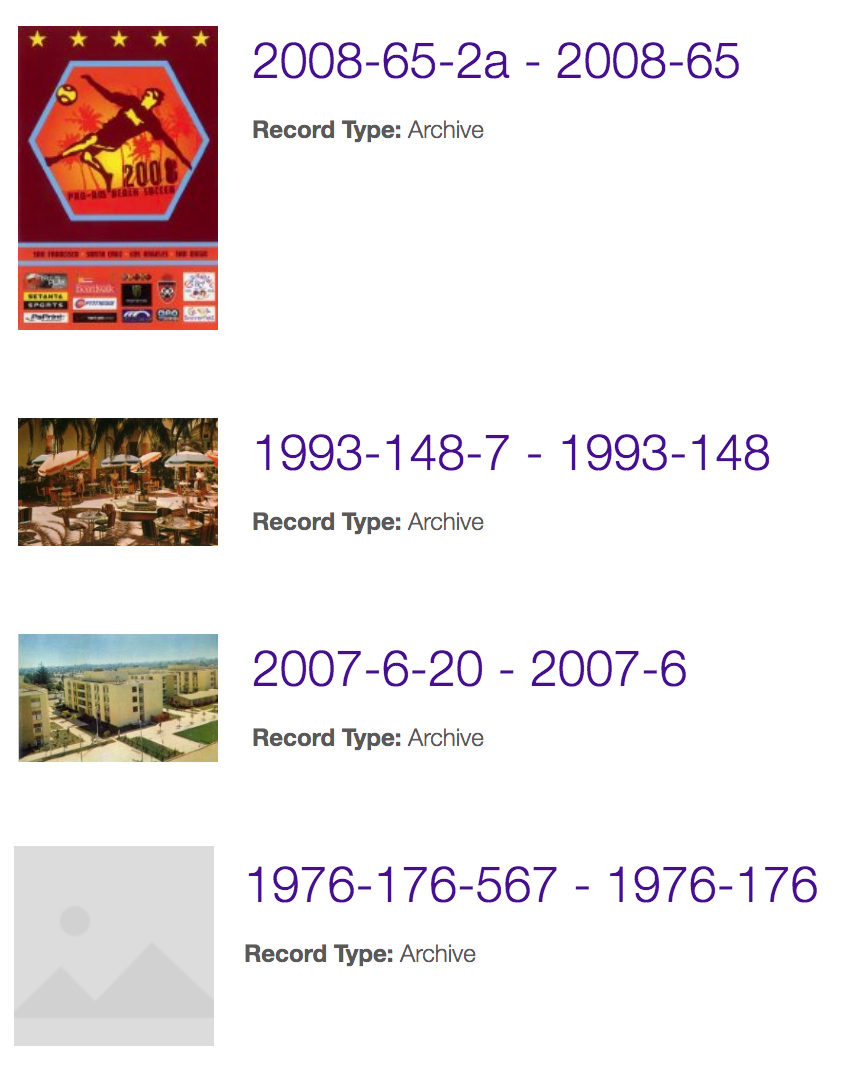 2008-65-2a - 2008-65
Record Type: Archive
2008
PRO-AM BEACH SOCCER
SAN FRANCISCO SANTA CRUZ LOS ANGELES SAN DIEGO
SETANTA
SPORTS
1993-148-7 - 1993-148
Record Type: Archive
2007-6-20 - 2007-6
Record Type: Archive
1976-176-567 - 1976-176
Record Type: Archive